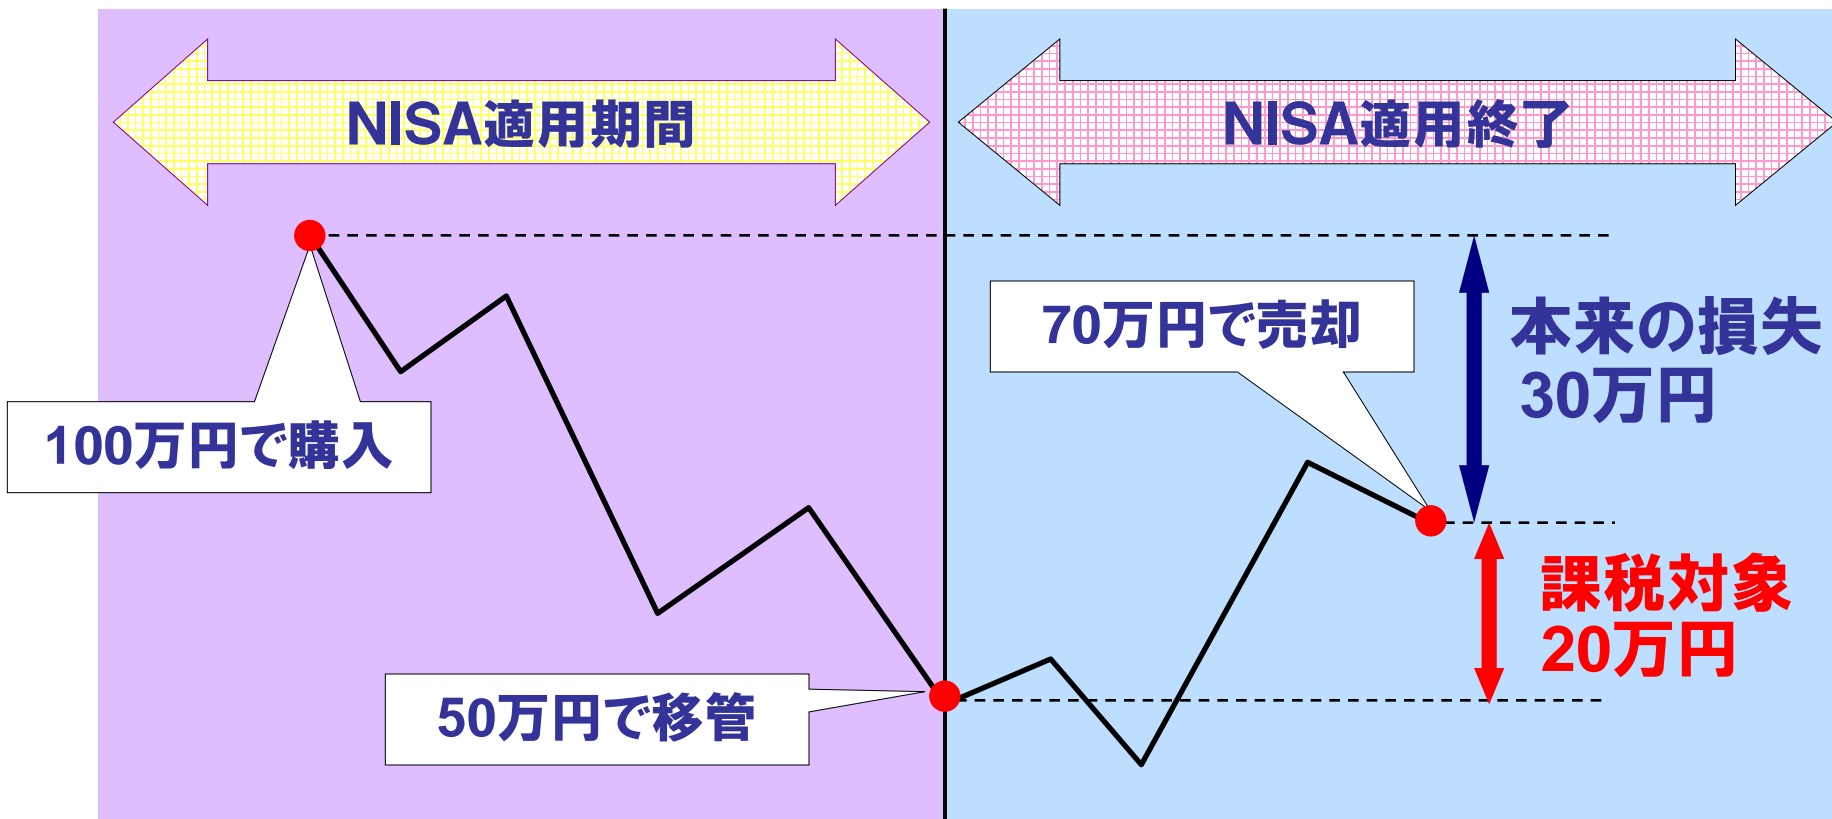 NISA適用期間
NISA適用終了
100万円で購入
70万円で売却
本来の損失
30万円
50万円で移管
課税対象
20万円